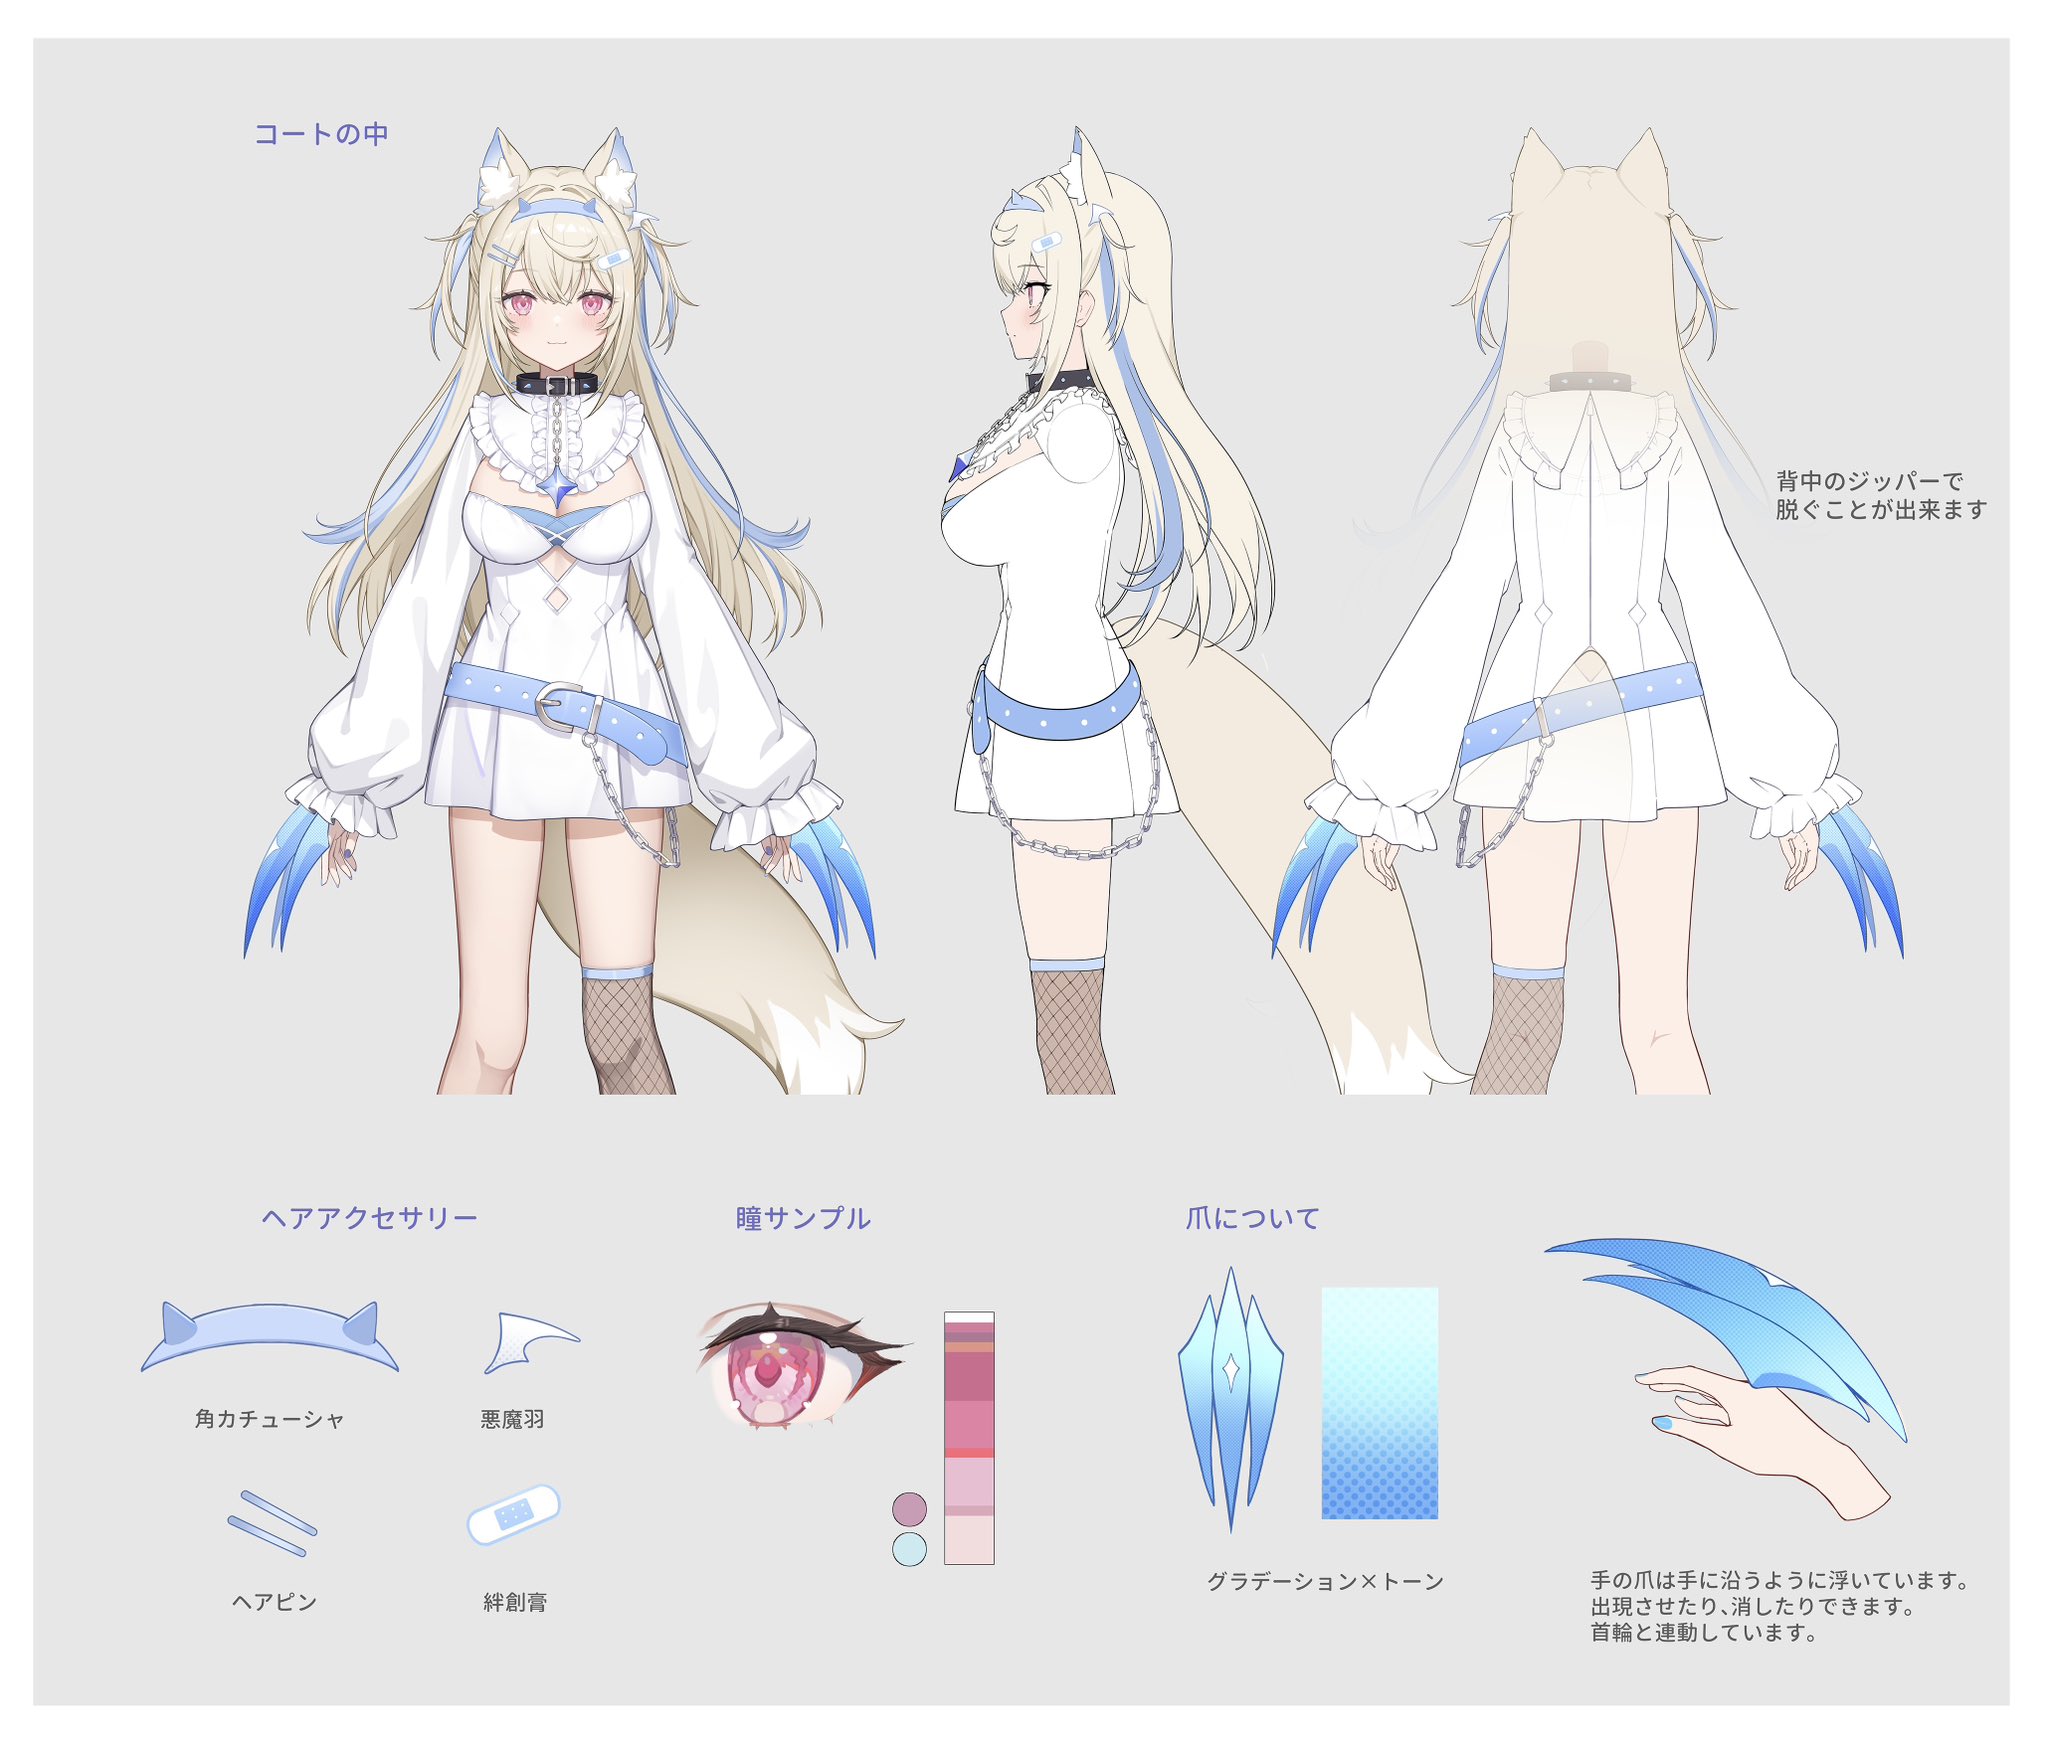 コートの中
背中のジッパーで
脱ぐことが出来ます
ヘアアクセサリー
瞳サンプル
爪について
角カチューシャ
悪魔羽
ヘアピン
絆創膏
グラデーション×トーン
手の爪は手に沿うように浮いています。
出現させたり、消したりできます。
首輪と連動しています。